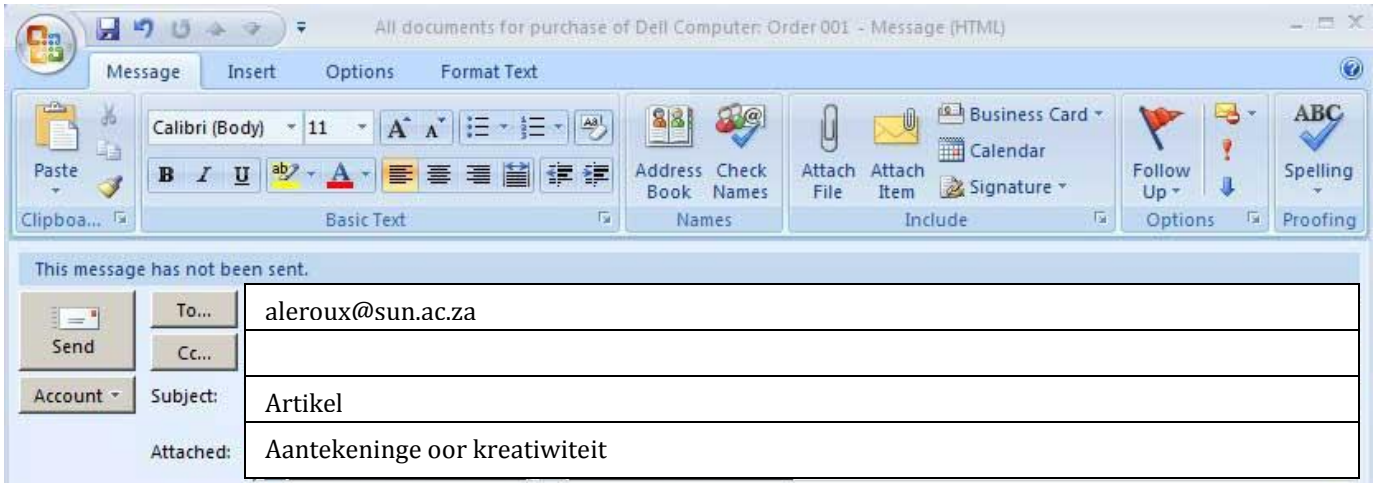 All documents for purchase of Dell Computer: Order 001 - Message (HTML)
Message Insert Options Format Text
Calibri (Body) 11 A A Aa
Paste B I U ab A
Address Book Check Names Attach File Attach Item Business Card Calendar Signature Follow Up ABC Spelling
Clipboa... Basic Text Names Include Options Proofing
This message has not been sent.
Send To... aleroux@sun.ac.za
Cc...
Account Subject: Artikel
Attached: Aantekeninge oor kreatiwiteit